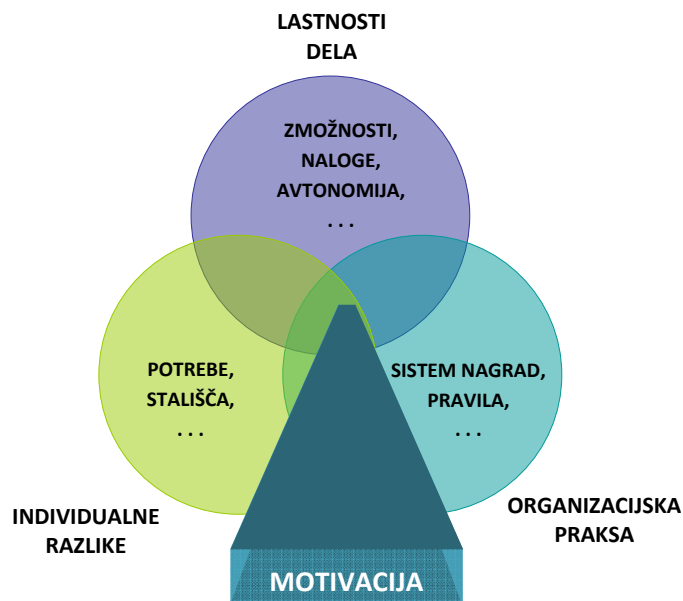 LASTNOSTI
DELA
ZMOŽNOSTI,
NALOGE,
AVTONOMIJA,
. . .
POTREBE,
STALIŠČA,
. . .
SISTEM NAGRAD,
PRAVILA,
. . .
INDIVIDUALNE
RAZLIKE
ORGANIZACIJSKA
PRAKSA
MOTIVACIJA